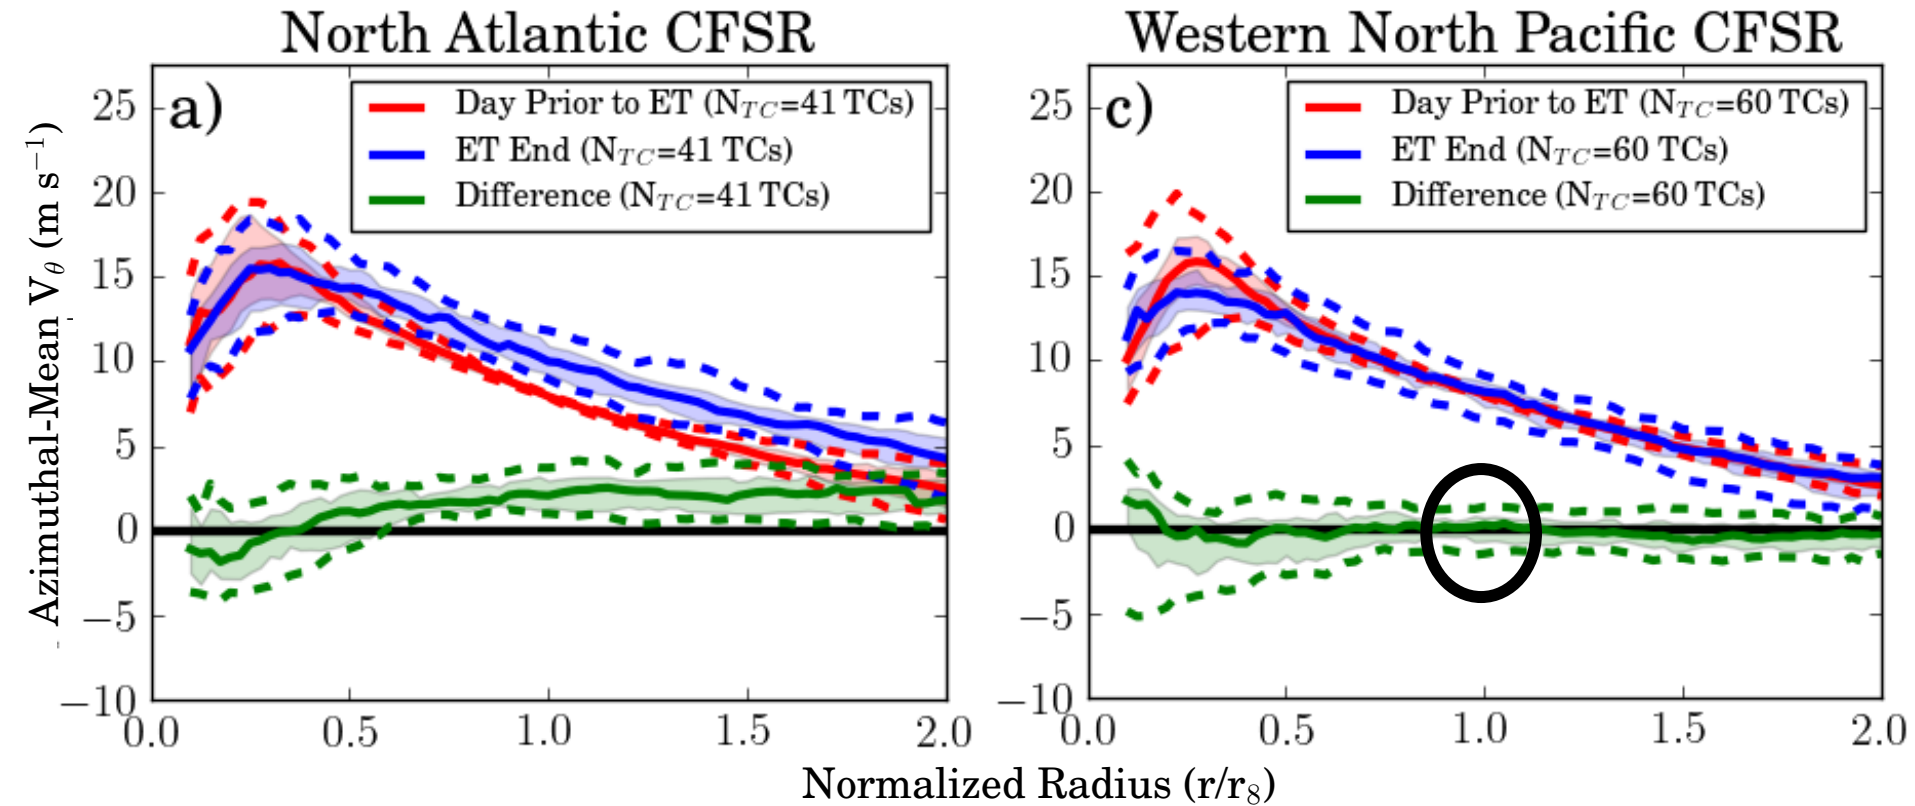 North Atlantic CFSR
Western North Pacific CFSR
Azimuthal-Mean V_θ (m s⁻¹)
a)
Day Prior to ET (N_TC=41 TCs)
ET End (N_TC=41 TCs)
Difference (N_TC=41 TCs)
25
20
15
10
5
0
−5
−10
0.0 0.5 1.0 1.5 2.0
c)
Day Prior to ET (N_TC=60 TCs)
ET End (N_TC=60 TCs)
Difference (N_TC=60 TCs)
25
20
15
10
5
0
−5
−10
0.0 0.5 1.0 1.5 2.0
Normalized Radius (r/r₈)